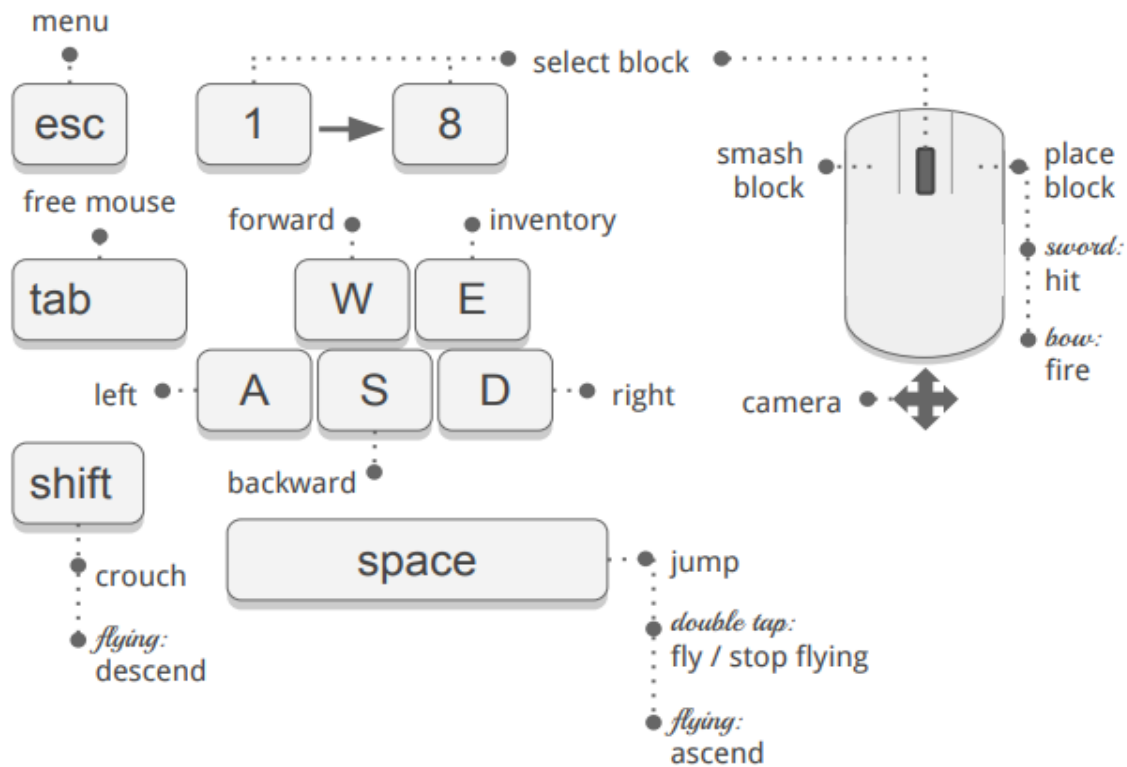 menu
esc
1
8
select block
smash
block
place
block
sword:
hit
bow:
fire
camera
free mouse
tab
forward
inventory
W
E
left
A
S
D
right
backward
shift
crouch
flying:
descend
space
jump
double tap:
fly / stop flying
flying:
ascend